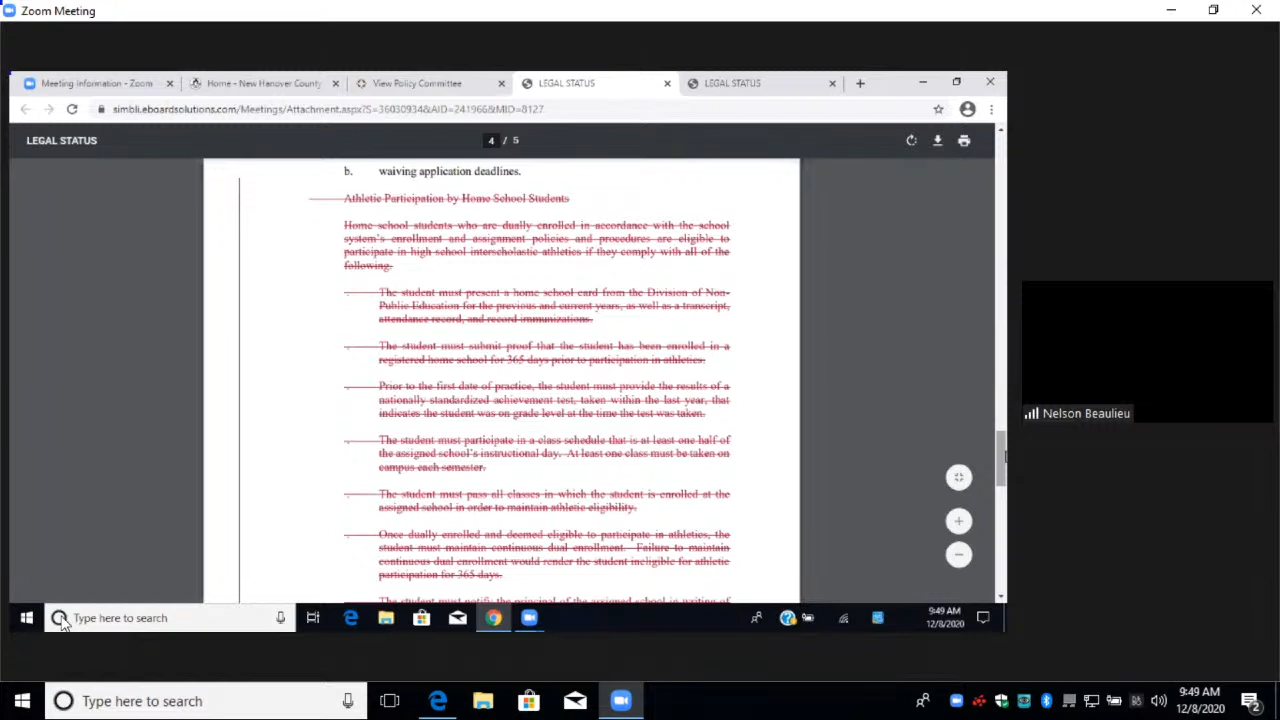 Zoom Meeting
Meeting information - Zoom
Home - New Hanover County
View Policy Committee
LEGAL STATUS
LEGAL STATUS
simbli.eboardsolutions.com/Meetings/Attachment.aspx?S=36030934&AID=241966&MID=8127
LEGAL STATUS
4 / 5
b. waiving application deadlines.
Athletic Participation by Home School Students
Home school students who are dually enrolled in accordance with the school
system's enrollment and assignment policies and procedures are eligible to
participate in high school interscholastic athletics if they comply with all of the
following.
The student must present a home school card from the Division of Non-
Public Education for the previous and current years, as well as a transcript,
attendance record, and record immunizations.
The student must submit proof that the student has been enrolled in a
registered home school for 365 days prior to participation in athletics.
Prior to the first date of practice, the student must provide the results of a
nationally standardized achievement test, taken within the last year, that
indicates the student was on grade level at the time the test was taken.
The student must participate in a class schedule that is at least one half of
the assigned school's instructional day. At least one class must be taken on
campus each semester.
The student must pass all classes in which the student is enrolled at the
assigned school in order to maintain athletic eligibility.
Once dually enrolled and deemed eligible to participate in athletics, the
student must maintain continuous dual enrollment. Failure to maintain
continuous dual enrollment would render the student ineligible for athletic
participation for 365 days.
The student must notify the principal of the assigned school in writing of
Nelson Beaulieu
Type here to search
9:49 AM
12/8/2020
Type here to search
9:49 AM
12/8/2020
2